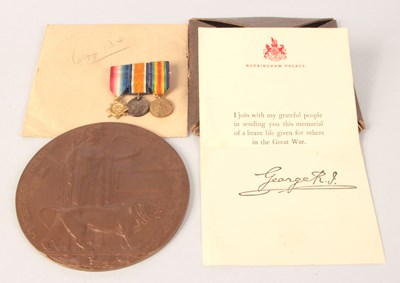 BUCKINGHAM PALACE
I join with my grateful people
in sending you this memorial
of a brave life given for others
in the Great War.
George R.I.